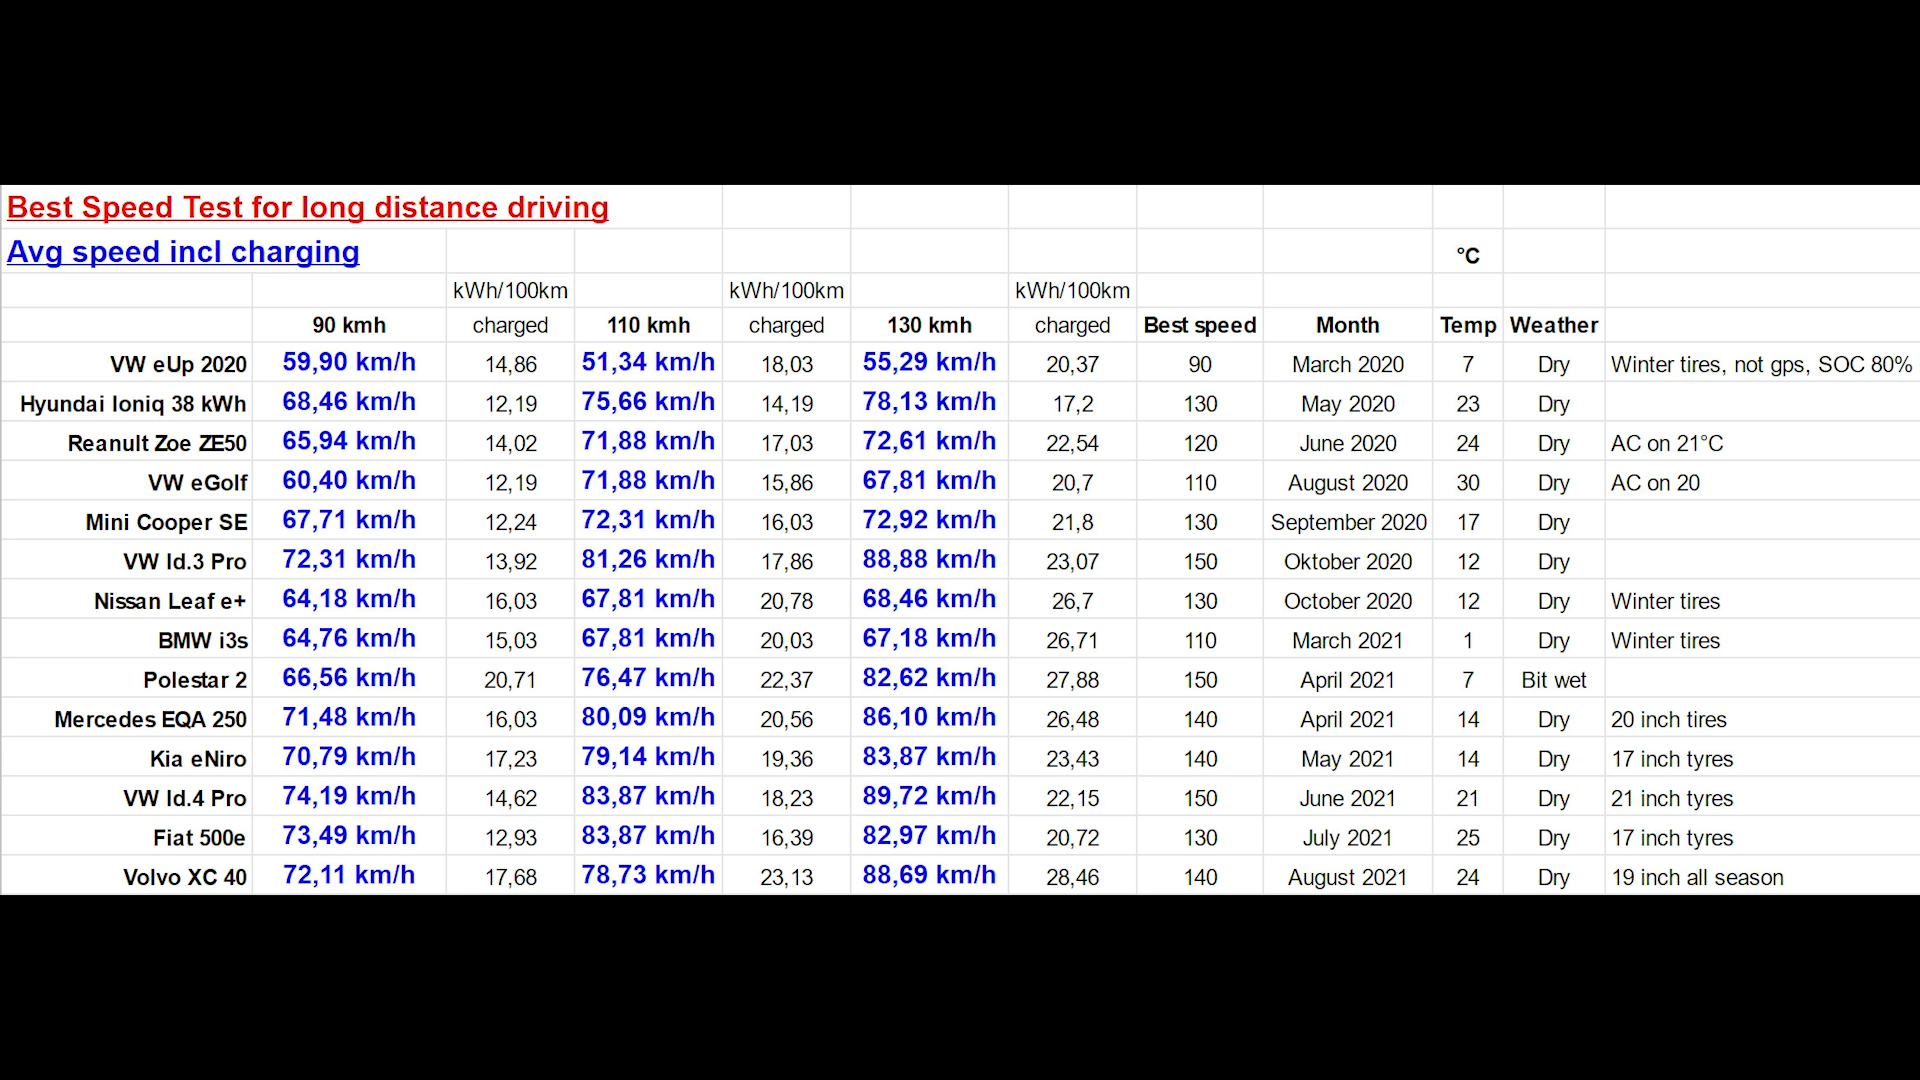 Best Speed Test for long distance driving
Avg speed incl charging °C
kWh/100km kWh/100km kWh/100km
90 kmh charged 110 kmh charged 130 kmh charged Best speed Month Temp Weather
VW eUp 2020 59,90 km/h 14,86 51,34 km/h 18,03 55,29 km/h 20,37 90 March 2020 7 Dry Winter tires, not gps, SOC 80%
Hyundai Ioniq 38 kWh 68,46 km/h 12,19 75,66 km/h 14,19 78,13 km/h 17,2 130 May 2020 23 Dry
Reanult Zoe ZE50 65,94 km/h 14,02 71,88 km/h 17,03 72,61 km/h 22,54 120 June 2020 24 Dry AC on 21°C
VW eGolf 60,40 km/h 12,19 71,88 km/h 15,86 67,81 km/h 20,7 110 August 2020 30 Dry AC on 20
Mini Cooper SE 67,71 km/h 12,24 72,31 km/h 16,03 72,92 km/h 21,8 130 September 2020 17 Dry
VW Id.3 Pro 72,31 km/h 13,92 81,26 km/h 17,86 88,88 km/h 23,07 150 Oktober 2020 12 Dry
Nissan Leaf e+ 64,18 km/h 16,03 67,81 km/h 20,78 68,46 km/h 26,7 130 October 2020 12 Dry Winter tires
BMW i3s 64,76 km/h 15,03 67,81 km/h 20,03 67,18 km/h 26,71 110 March 2021 1 Dry Winter tires
Polestar 2 66,56 km/h 20,71 76,47 km/h 22,37 82,62 km/h 27,88 150 April 2021 7 Bit wet
Mercedes EQA 250 71,48 km/h 16,03 80,09 km/h 20,56 86,10 km/h 26,48 140 April 2021 14 Dry 20 inch tires
Kia eNiro 70,79 km/h 17,23 79,14 km/h 19,36 83,87 km/h 23,43 140 May 2021 14 Dry 17 inch tyres
VW Id.4 Pro 74,19 km/h 14,62 83,87 km/h 18,23 89,72 km/h 22,15 150 June 2021 21 Dry 21 inch tyres
Fiat 500e 73,49 km/h 12,93 83,87 km/h 16,39 82,97 km/h 20,72 130 July 2021 25 Dry 17 inch tyres
Volvo XC 40 72,11 km/h 17,68 78,73 km/h 23,13 88,69 km/h 28,46 140 August 2021 24 Dry 19 inch all season